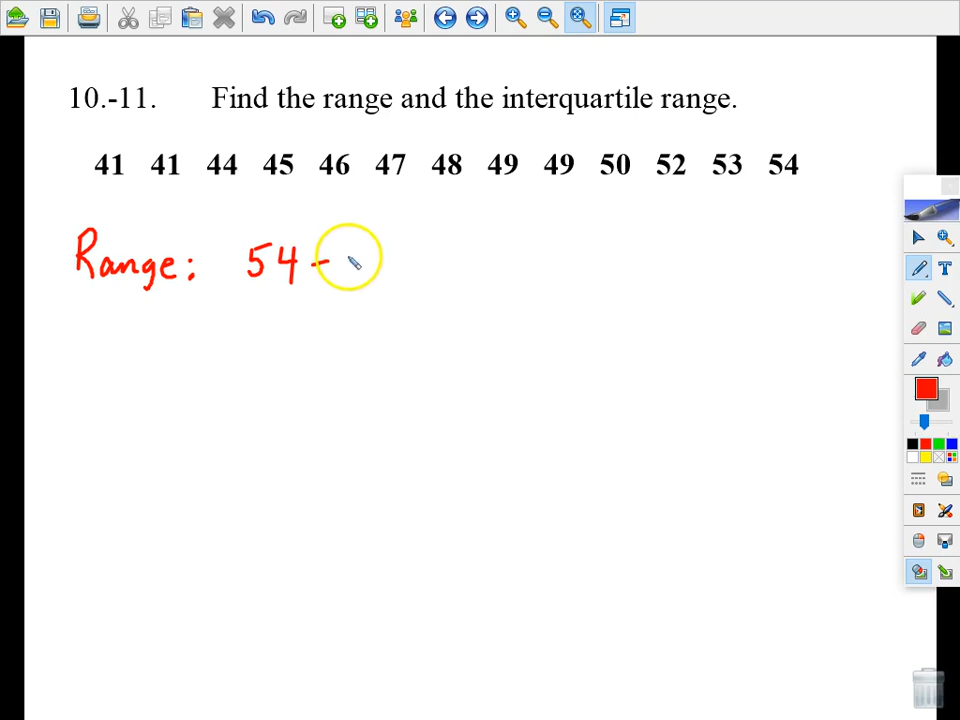 10.-11. Find the range and the interquartile range.
41 41 44 45 46 47 48 49 49 50 52 53 54
Range: 54 -
T